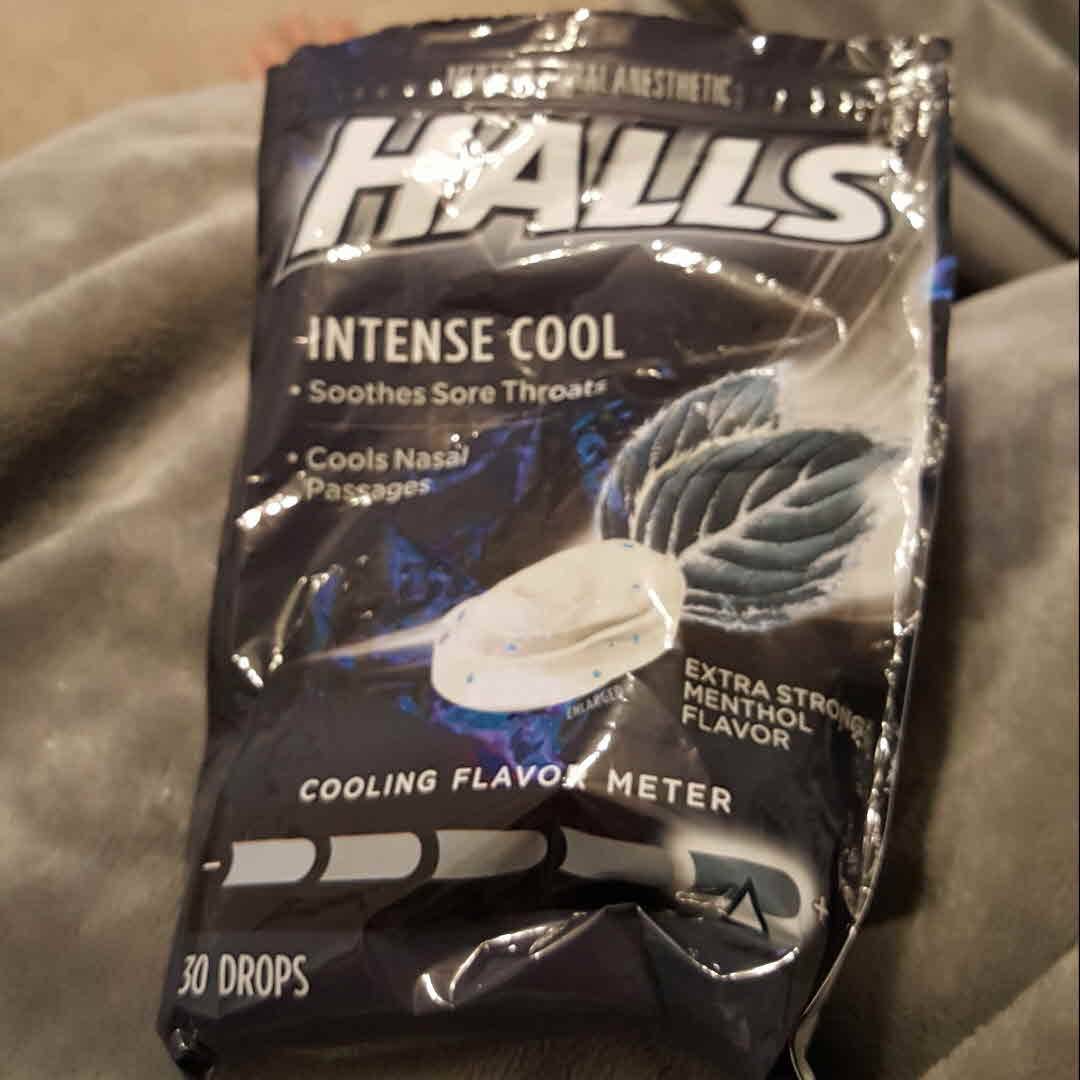 ANESTHETIC
HALLS
INTENSE COOL
• Soothes Sore Throats
• Cools Nasal
Passages
ENLARGED
EXTRA STRONG
MENTHOL
FLAVOR
COOLING FLAVOR METER
- +
30 DROPS